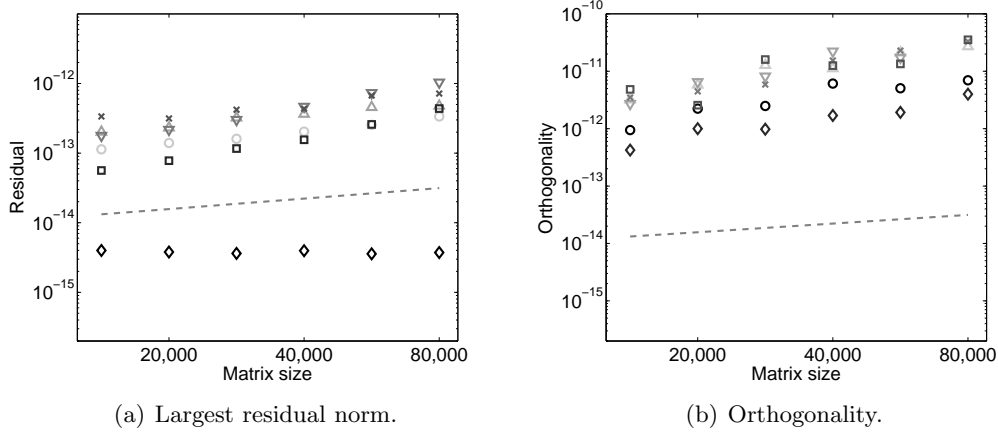 10⁻¹²
10⁻¹³
10⁻¹⁴
10⁻¹⁵
Residual
20,000 40,000 80,000
Matrix size
(a) Largest residual norm.
10⁻¹⁰
10⁻¹¹
10⁻¹²
10⁻¹³
10⁻¹⁴
10⁻¹⁵
Orthogonality
20,000 40,000 80,000
Matrix size
(b) Orthogonality.